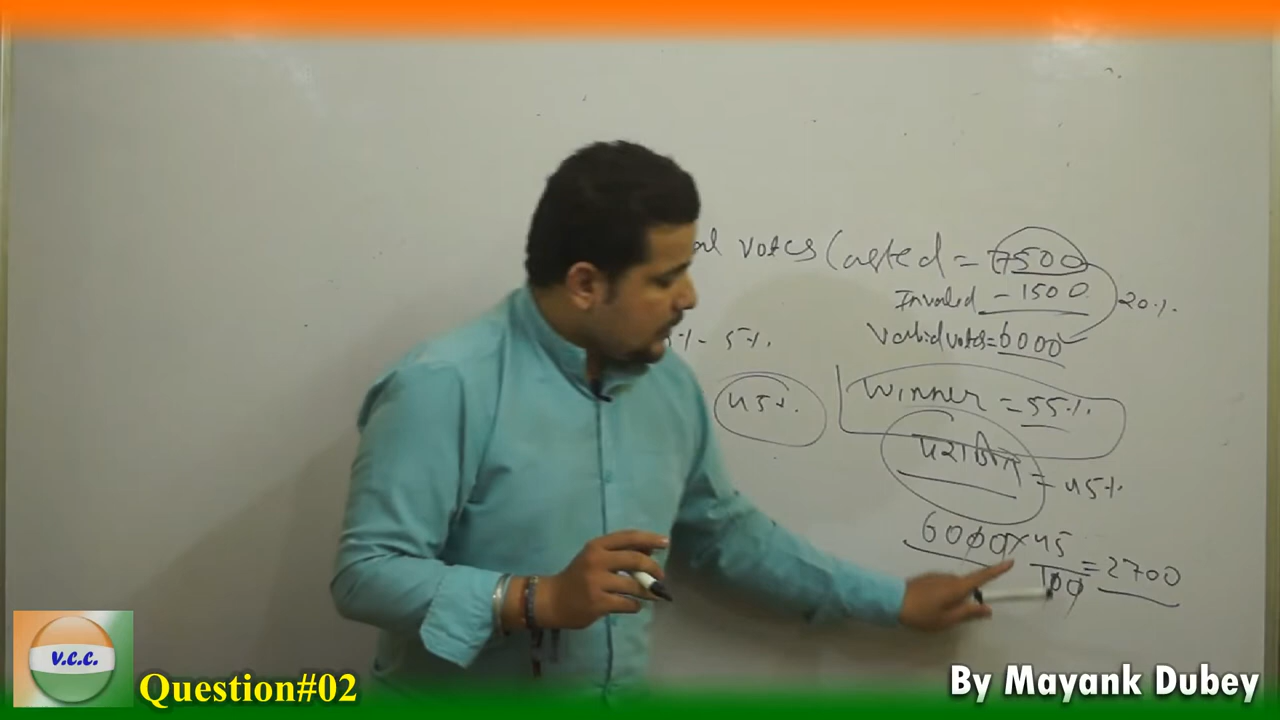 votes Casted = 7500
Invalid - 1500
20%
Valid votes = 6000
- 5%
45%
Winner = 55%
पराजित = 45%
6000 × 45
100
= 2700
V.C.C.
Question#02
By Mayank Dubey